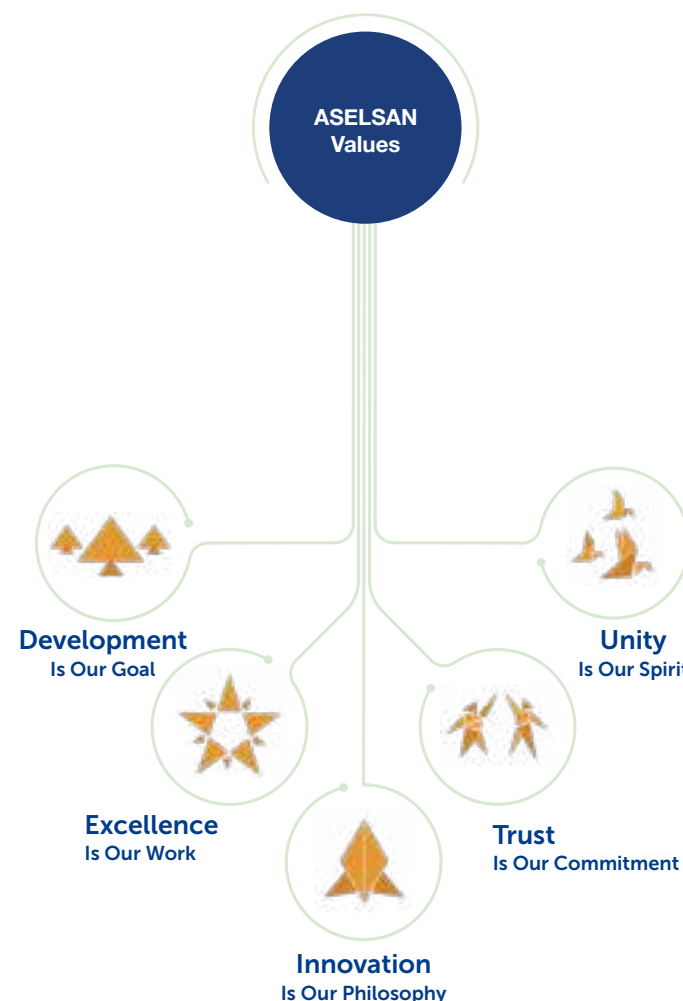 ASELSAN
Values
Development
Is Our Goal
Unity
Is Our Spirit
Excellence
Is Our Work
Trust
Is Our Commitment
Innovation
Is Our Philosophy